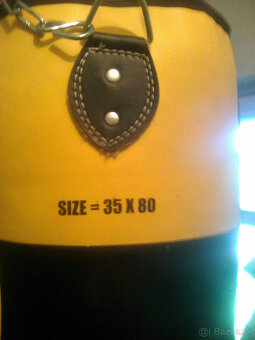 SIZE = 35 X 80